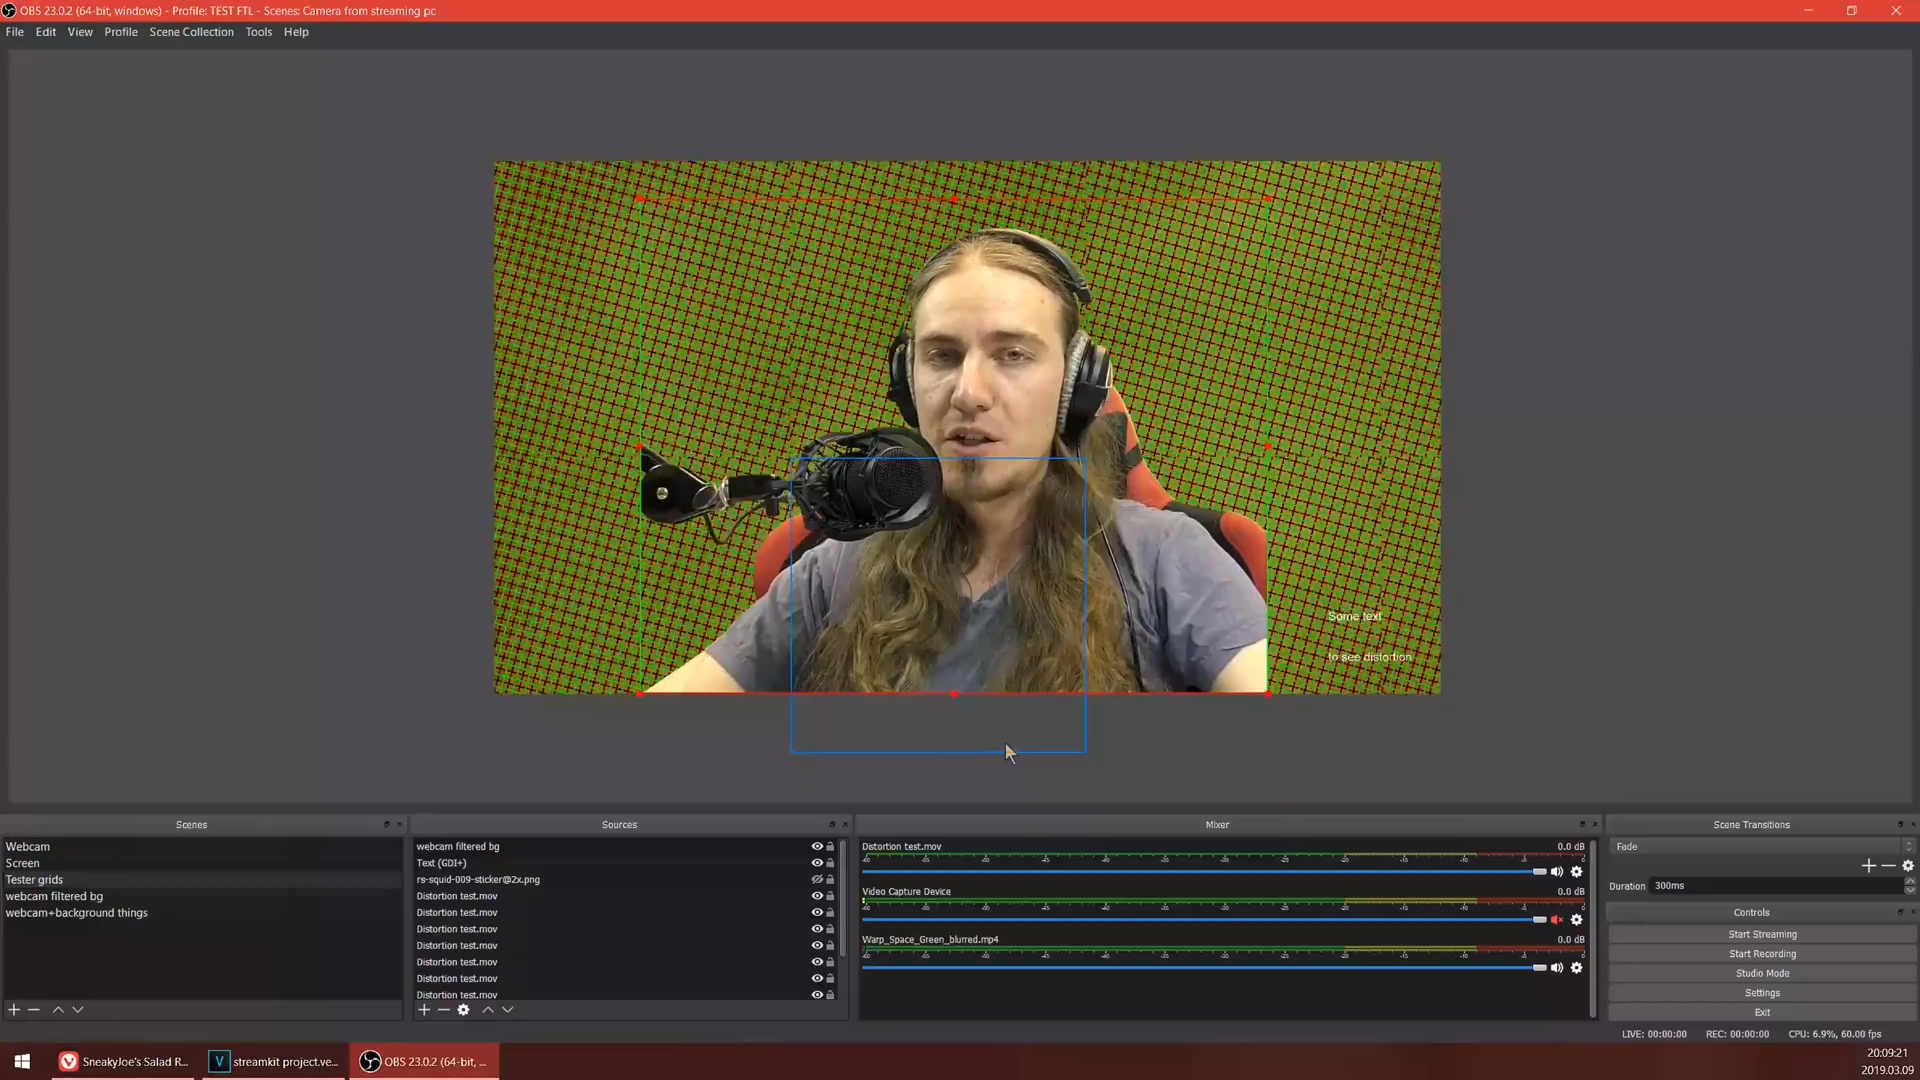 OBS 23.0.2 (64-bit, windows) - Profile: TEST FTL - Scenes: Camera from streaming pc
File Edit View Profile Scene Collection Tools Help
Some text
to see distortion
Scenes
Webcam
Screen
Tester grids
webcam filtered bg
webcam+background things
Sources
webcam filtered bg
Text (GDI+)
rs-squid-009-sticker@2x.png
Distortion test.mov
Distortion test.mov
Distortion test.mov
Distortion test.mov
Distortion test.mov
Distortion test.mov
Distortion test.mov
Mixer
Distortion test.mov 0.0 dB
Video Capture Device 0.0 dB
Warp_Space_Green_blurred.mp4 0.0 dB
Scene Transitions
Fade
Duration 300ms
Controls
Start Streaming
Start Recording
Studio Mode
Settings
Exit
LIVE: 00:00:00 REC: 00:00:00 CPU: 6.9%, 60.00 fps
SneakyJoe's Salad R...
streamkit project.ve...
OBS 23.0.2 (64-bit, ...
20:09:21
2019.03.09